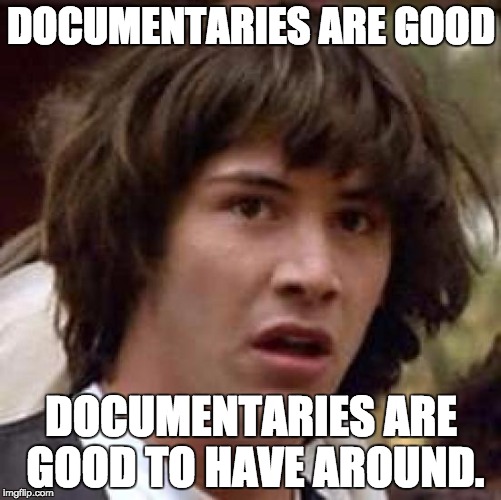 DOCUMENTARIES ARE GOOD
DOCUMENTARIES ARE
GOOD TO HAVE AROUND.
imgflip.com